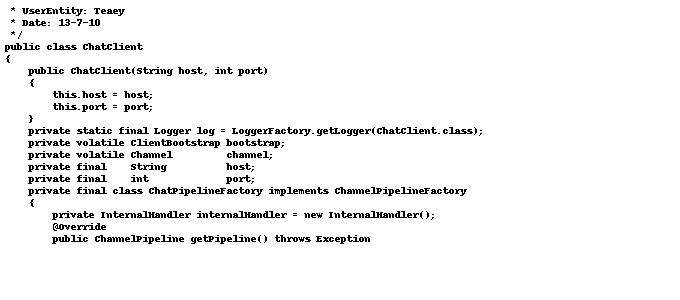 * UserEntity: Teaey
 * Date: 13-7-10
 */
public class ChatClient
{
    public ChatClient(String host, int port)
    {
        this.host = host;
        this.port = port;
    }
    private static final Logger log = LoggerFactory.getLogger(ChatClient.class);
    private volatile ClientBootstrap bootstrap;
    private volatile Channel         channel;
    private final    String          host;
    private final    int             port;
    private final class ChatPipelineFactory implements ChannelPipelineFactory
    {
        private InternalHandler internalHandler = new InternalHandler();
        @Override
        public ChannelPipeline getPipeline() throws Exception